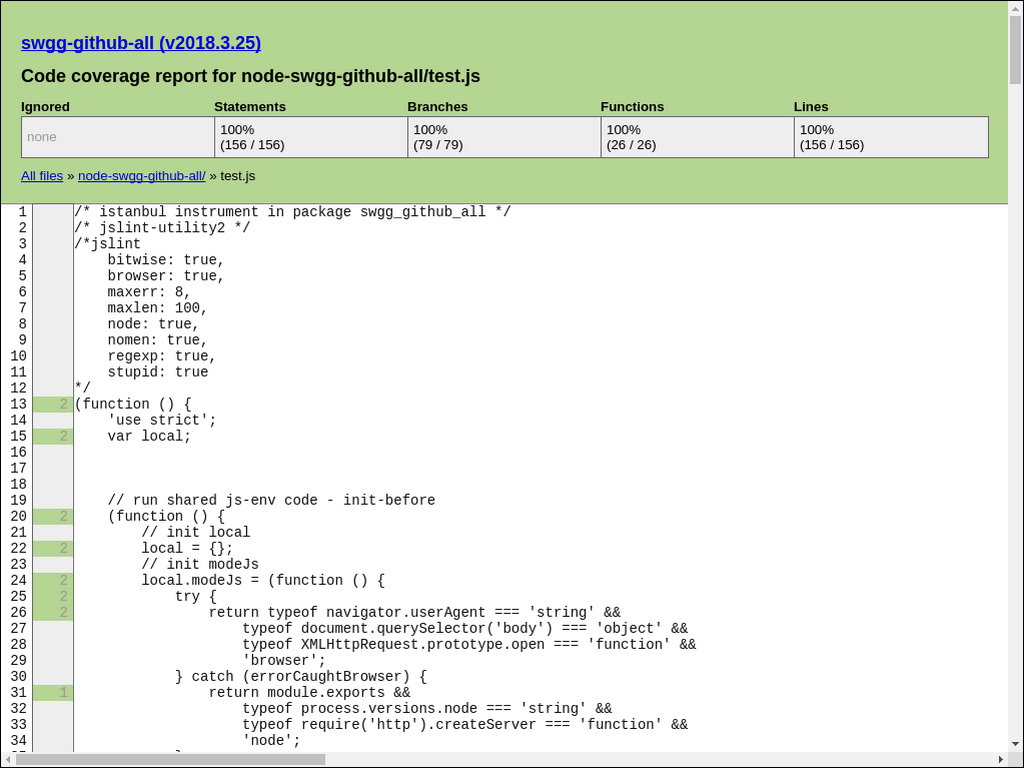 swgg-github-all (v2018.3.25)
Code coverage report for node-swgg-github-all/test.js
Ignored Statements Branches Functions Lines
none 100% 100% 100% 100%
(156 / 156) (79 / 79) (26 / 26) (156 / 156)
All files » node-swgg-github-all/ » test.js
1 /* istanbul instrument in package swgg_github_all */
2 /* jslint-utility2 */
3 /*jslint
4     bitwise: true,
5     browser: true,
6     maxerr: 8,
7     maxlen: 100,
8     node: true,
9     nomen: true,
10     regexp: true,
11     stupid: true
12 */
13 2 (function () {
14     'use strict';
15 2     var local;
16
17
18
19     // run shared js-env code - init-before
20 2     (function () {
21         // init local
22 2         local = {};
23         // init modeJs
24 2         local.modeJs = (function () {
25 2             try {
26 2                 return typeof navigator.userAgent === 'string' &&
27                     typeof document.querySelector('body') === 'object' &&
28                     typeof XMLHttpRequest.prototype.open === 'function' &&
29                     'browser';
30             } catch (errorCaughtBrowser) {
31 1                 return module.exports &&
32                     typeof process.versions.node === 'string' &&
33                     typeof require('http').createServer === 'function' &&
34                     'node';